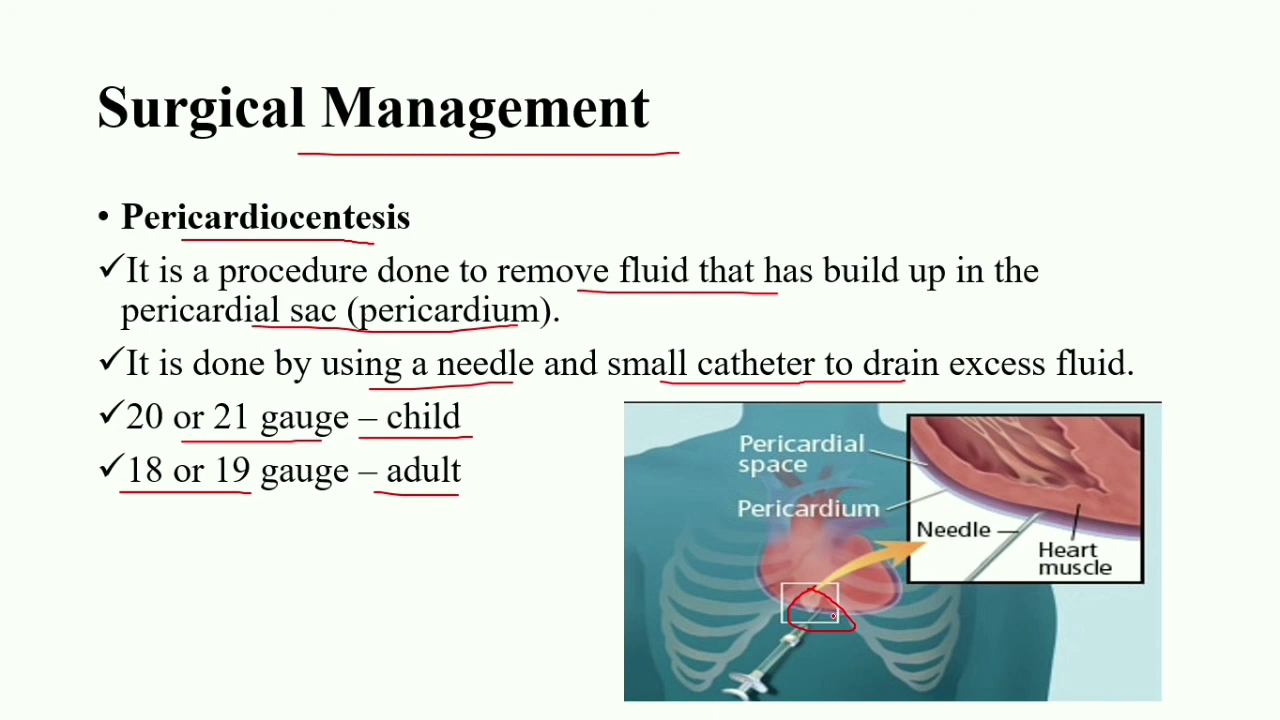 Surgical Management
• Pericardiocentesis
✓It is a procedure done to remove fluid that has build up in the
pericardial sac (pericardium).
✓It is done by using a needle and small catheter to drain excess fluid.
✓20 or 21 gauge – child
✓18 or 19 gauge – adult
Pericardial
space
Pericardium
Needle
Heart
muscle